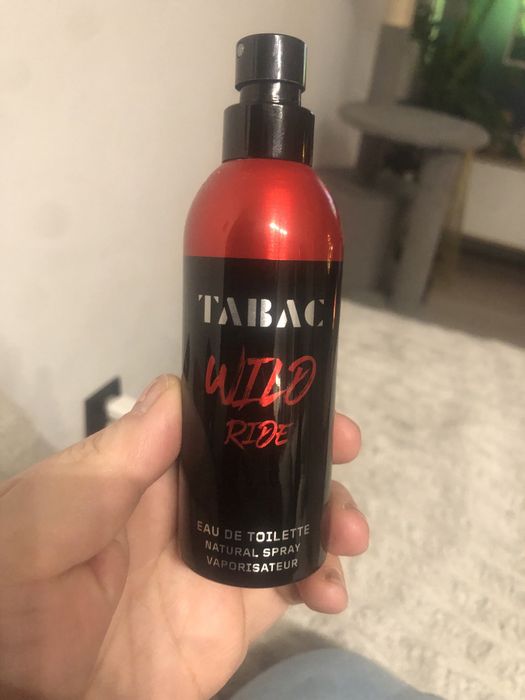 TABAC
WILD
RIDE
EAU DE TOILETTE
NATURAL SPRAY
VAPORISATEUR